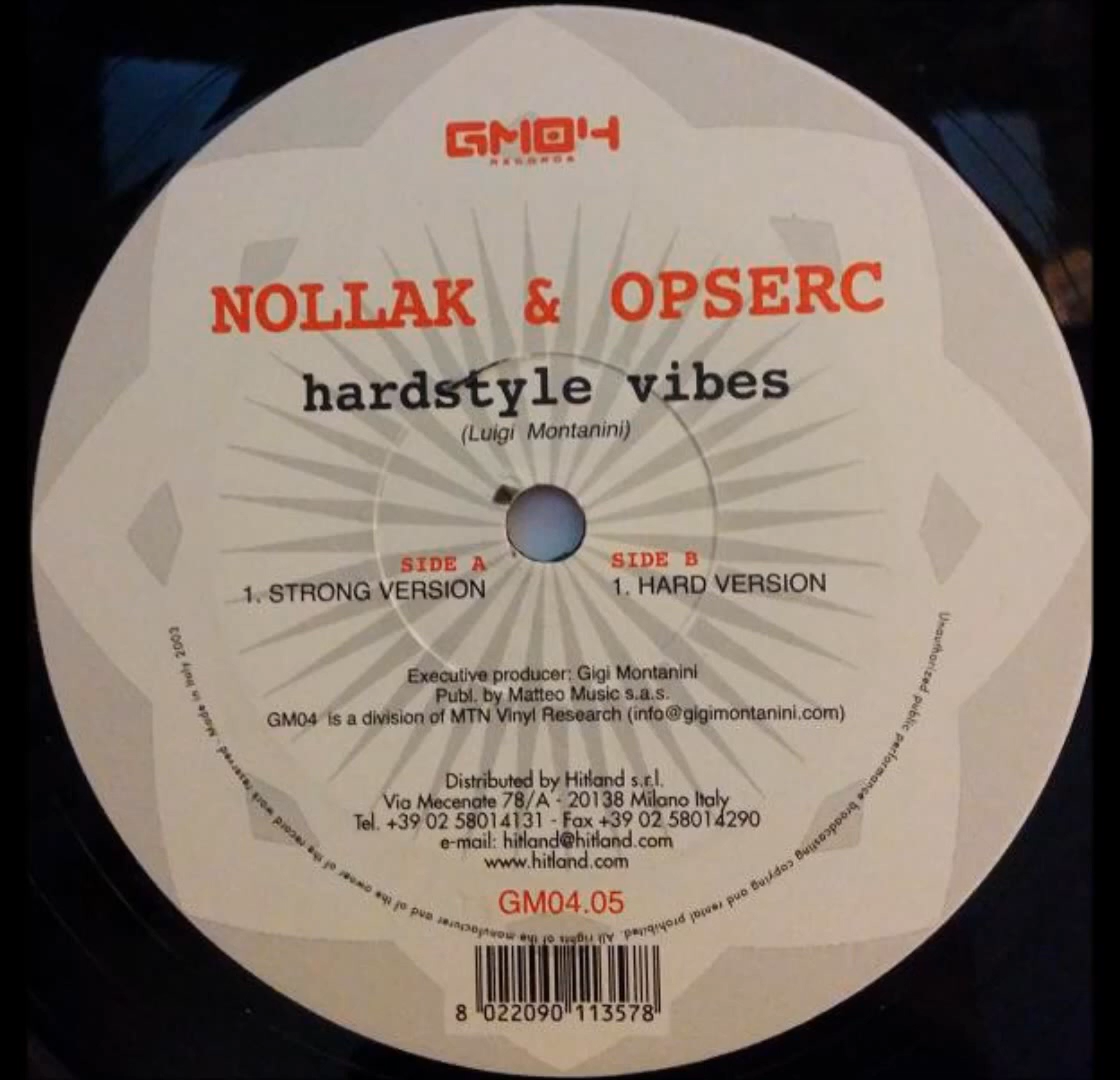 GM04
RECORDS
NOLLAK & OPSERC
hardstyle vibes
(Luigi Montanini)
SIDE A
1. STRONG VERSION
SIDE B
1. HARD VERSION
Executive producer: Gigi Montanini
Publ. by Matteo Music s.a.s.
GM04 is a division of MTN Vinyl Research (info@gigimontanini.com)
Distributed by Hitland s.r.l.
Via Mecenate 78/A - 20138 Milano Italy
Tel. +39 02 58014131 - Fax +39 02 58014290
e-mail: hitland@hitland.com
www.hitland.com
GM04.05
Unauthorized public performance broadcasting copying and rental prohibited. All rights of the manufacturer and of the owner of the record work reserved. Made in Italy 2003
8 022090 113578